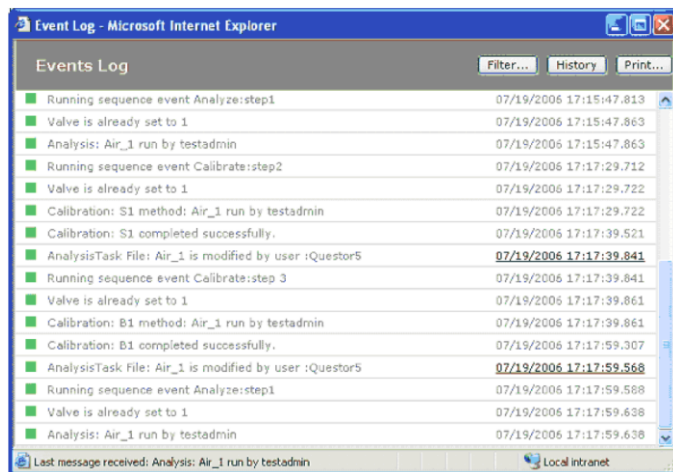 Event Log - Microsoft Internet Explorer
Events Log Filter... History Print...
Running sequence event Analyze:step1 07/19/2006 17:15:47.813
Valve is already set to 1 07/19/2006 17:15:47.863
Analysis: Air_1 run by testadmin 07/19/2006 17:15:47.863
Running sequence event Calibrate:step2 07/19/2006 17:17:29.712
Valve is already set to 1 07/19/2006 17:17:29.722
Calibration: S1 method: Air_1 run by testadmin 07/19/2006 17:17:29.722
Calibration: S1 completed successfully. 07/19/2006 17:17:39.521
AnalysisTask File: Air_1 is modified by user :Questor5 07/19/2006 17:17:39.841
Running sequence event Calibrate:step 3 07/19/2006 17:17:39.841
Valve is already set to 1 07/19/2006 17:17:39.861
Calibration: B1 method: Air_1 run by testadmin 07/19/2006 17:17:39.861
Calibration: B1 completed successfully. 07/19/2006 17:17:59.307
AnalysisTask File: Air_1 is modified by user :Questor5 07/19/2006 17:17:59.568
Running sequence event Analyze:step1 07/19/2006 17:17:59.588
Valve is already set to 1 07/19/2006 17:17:59.638
Analysis: Air_1 run by testadmin 07/19/2006 17:17:59.638
Last message received: Analysis: Air_1 run by testadmin Local intranet